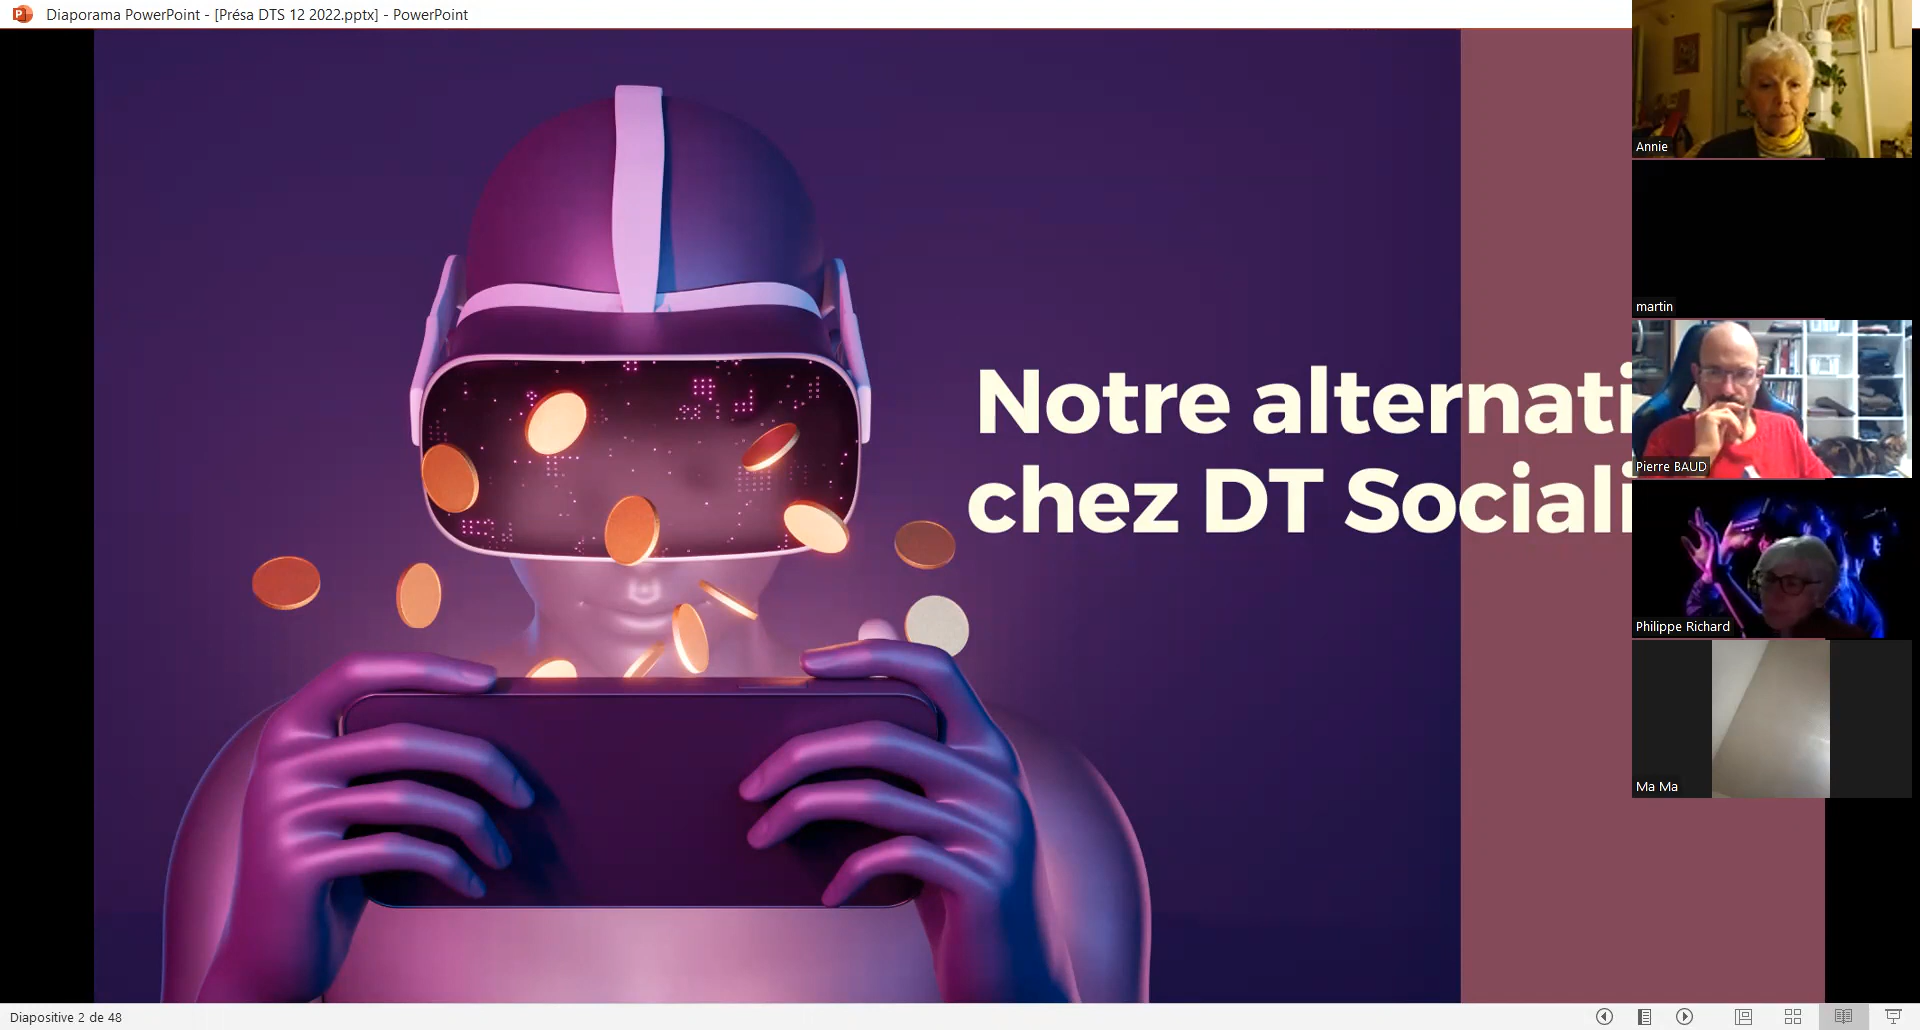 Diaporama PowerPoint - [Présa DTS 12 2022.pptx] - PowerPoint
Notre alternati
chez DT Sociali
Annie
martin
Pierre BAUD
Philippe Richard
Ma Ma
Diapositive 2 de 48